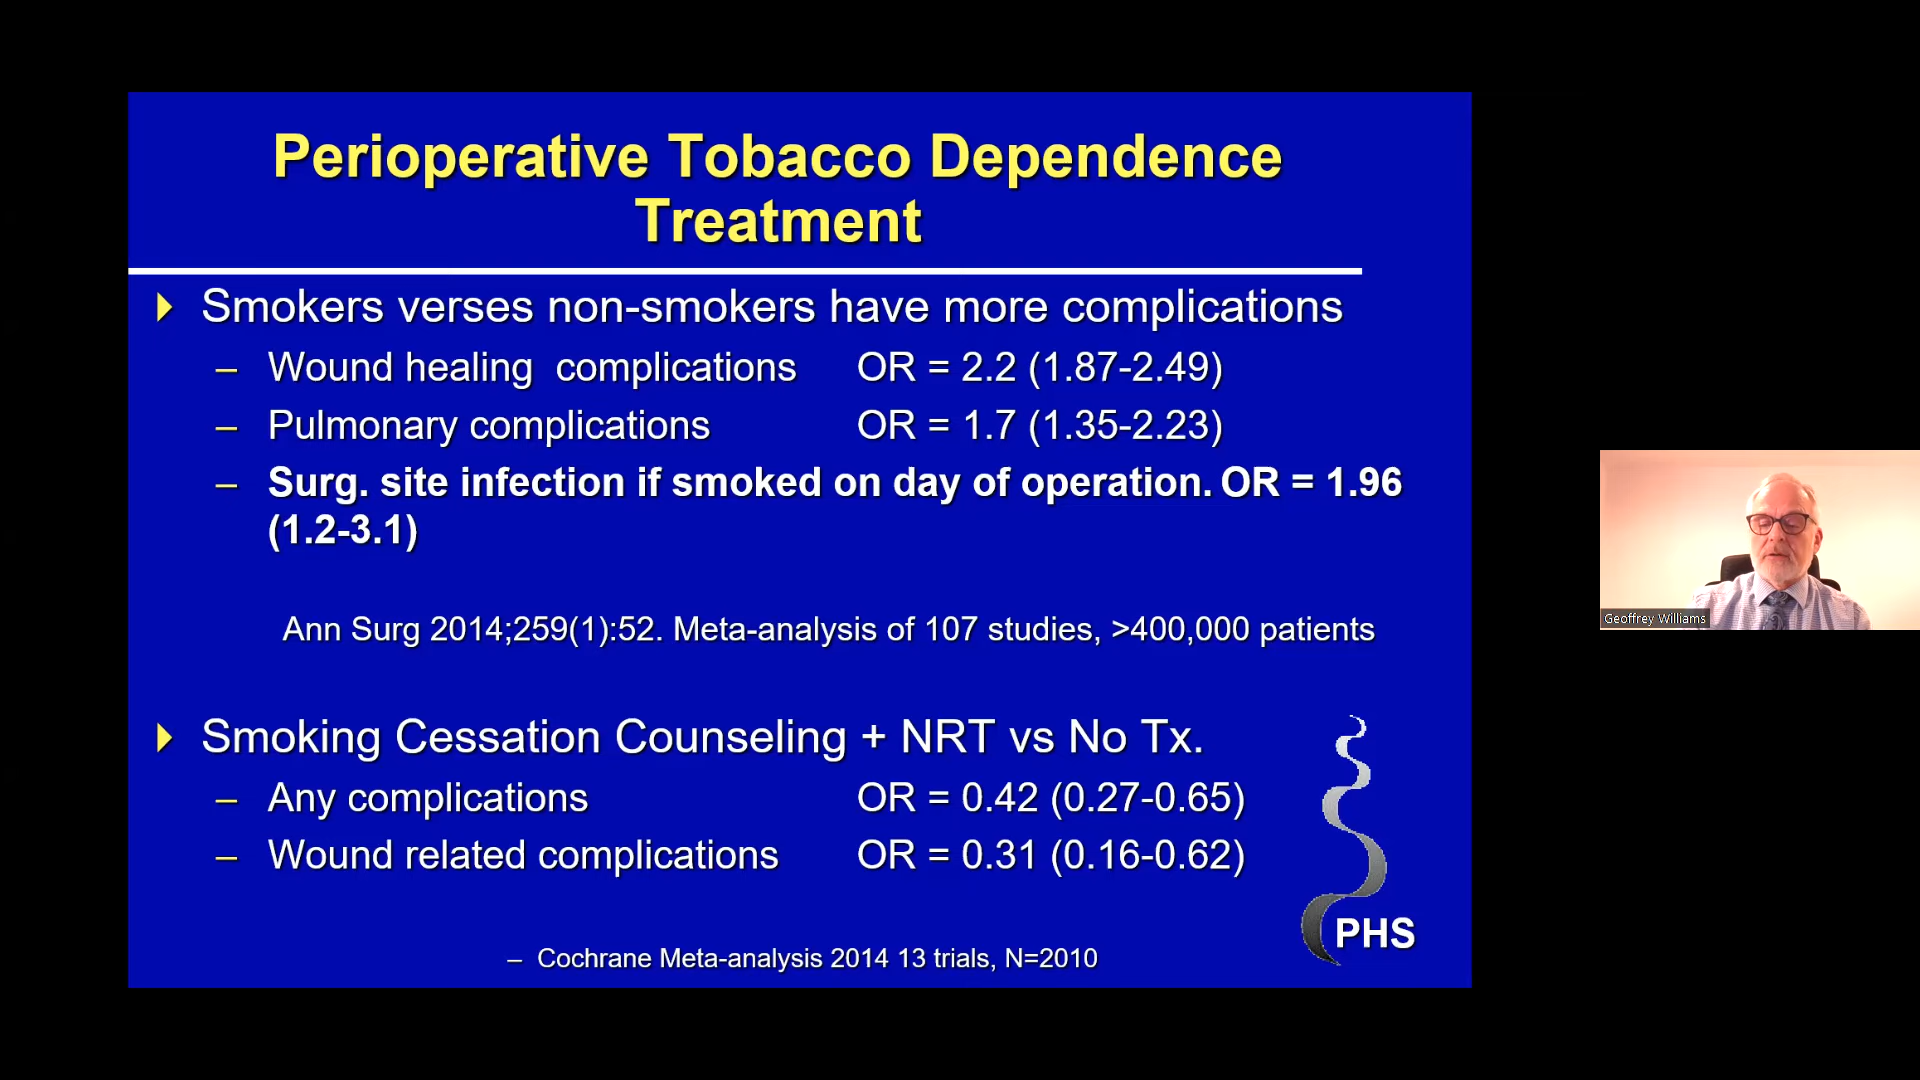 Perioperative Tobacco Dependence
Treatment
Smokers verses non-smokers have more complications
– Wound healing  complications OR = 2.2 (1.87-2.49)
– Pulmonary complications OR = 1.7 (1.35-2.23)
– Surg. site infection if smoked on day of operation. OR = 1.96
(1.2-3.1)
Ann Surg 2014;259(1):52. Meta-analysis of 107 studies, >400,000 patients
Smoking Cessation Counseling + NRT vs No Tx.
– Any complications OR = 0.42 (0.27-0.65)
– Wound related complications OR = 0.31 (0.16-0.62)
– Cochrane Meta-analysis 2014 13 trials, N=2010
PHS
Geoffrey Williams